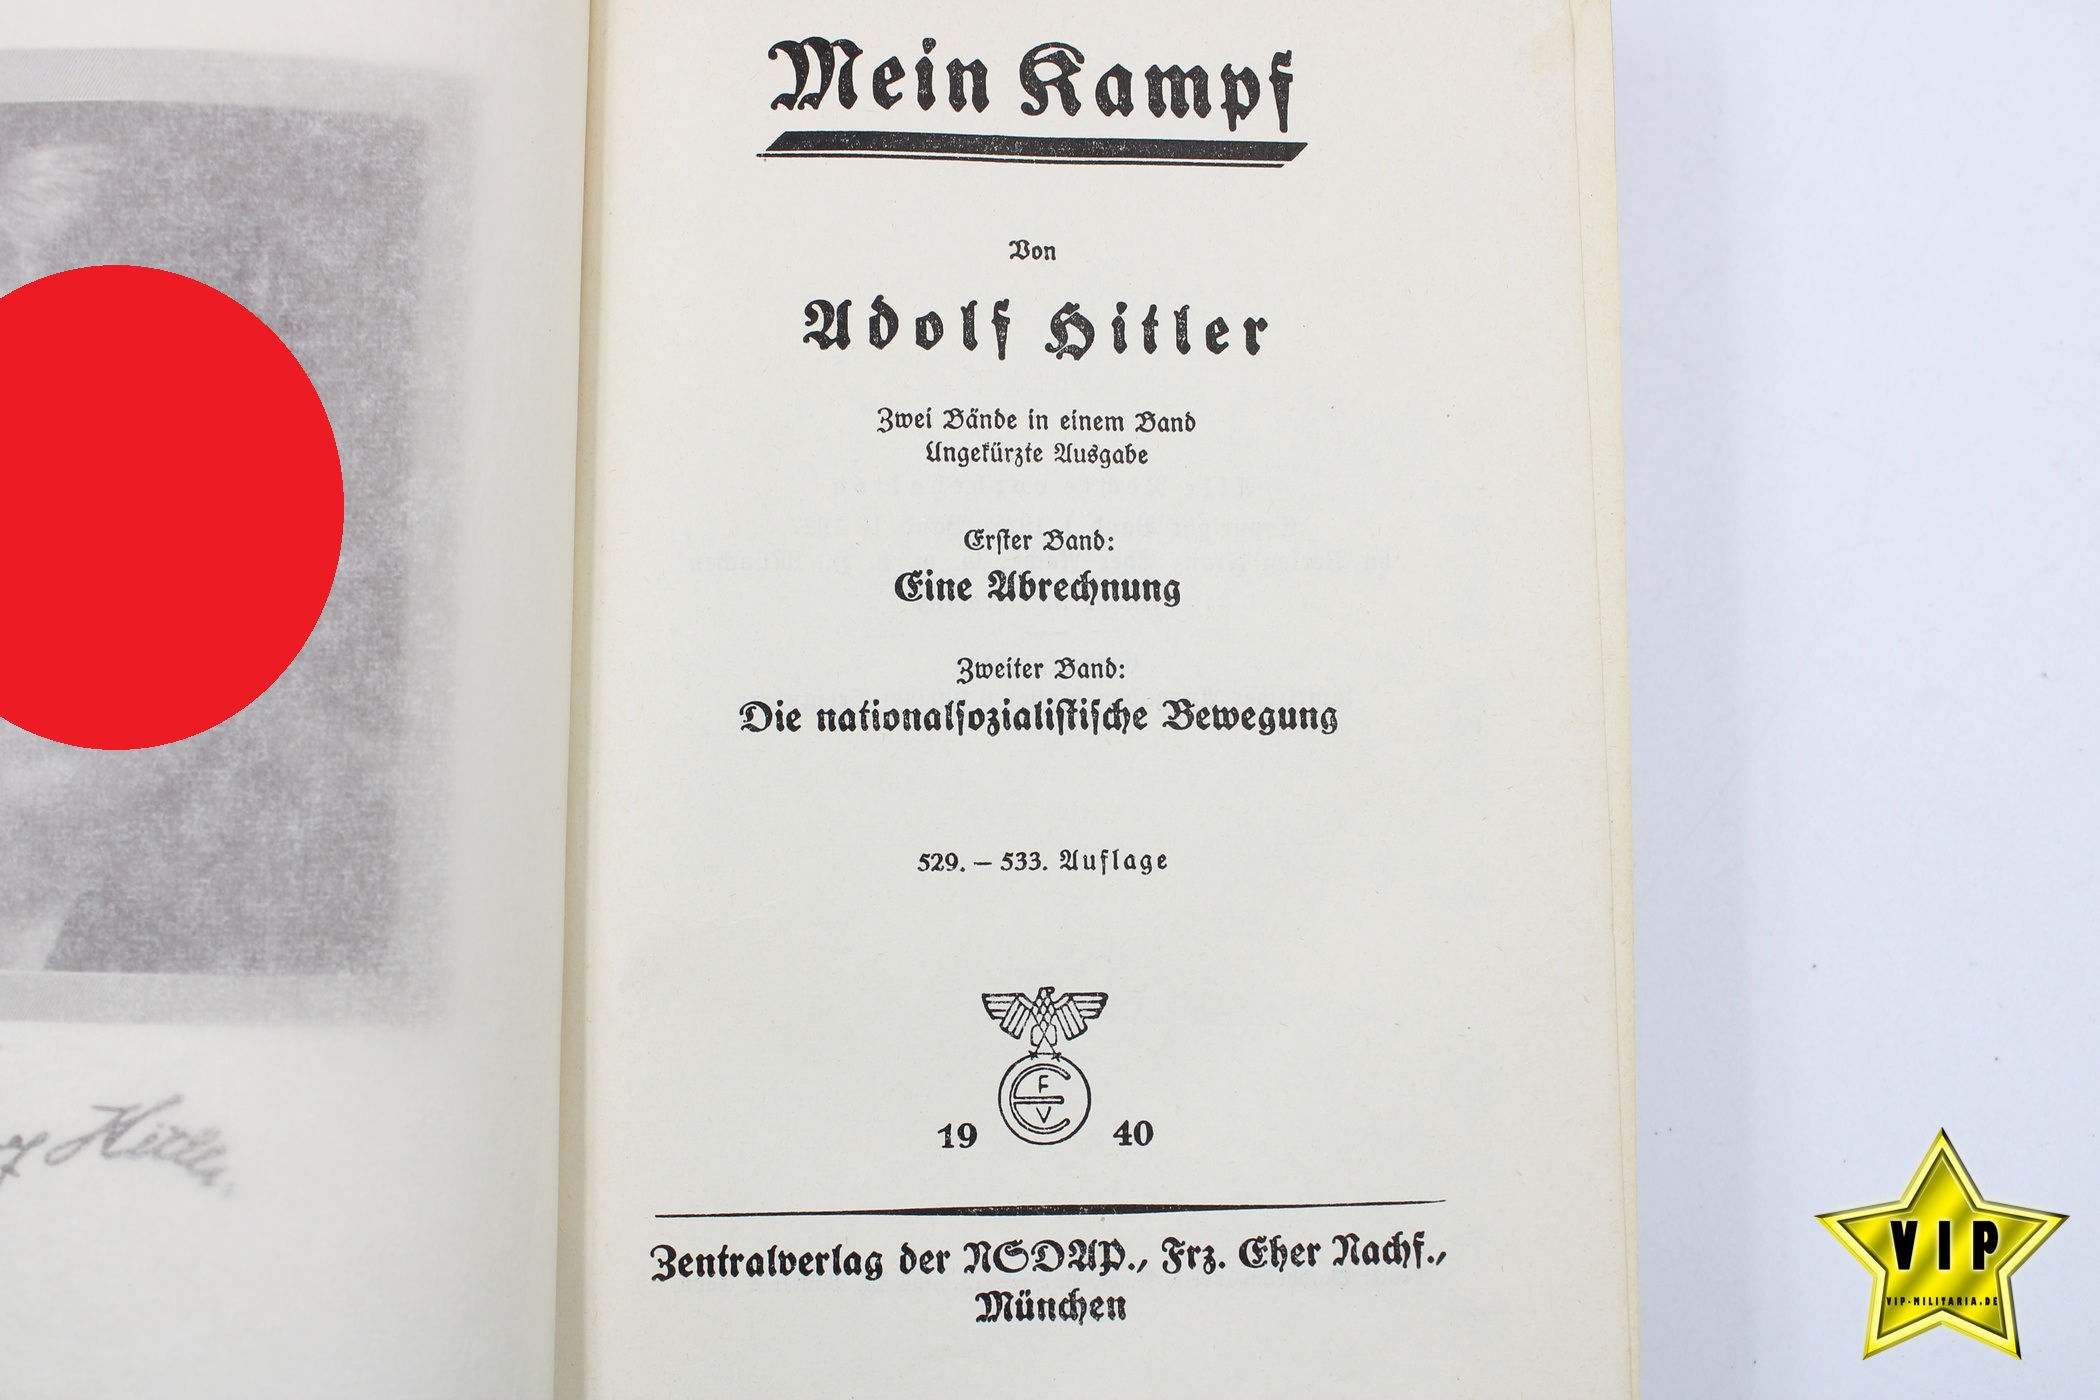 Mein Kampf
Von
Adolf Hitler
Zwei Bände in einem Band
Ungekürzte Ausgabe
Erster Band:
Eine Abrechnung
Zweiter Band:
Die nationalsozialistische Bewegung
529. – 533. Auflage
F
V
19 40
Zentralverlag der NSDAP., Frz. Eher Nachf.,
München
Hitler
VIP
VIP-MILITARIA.DE